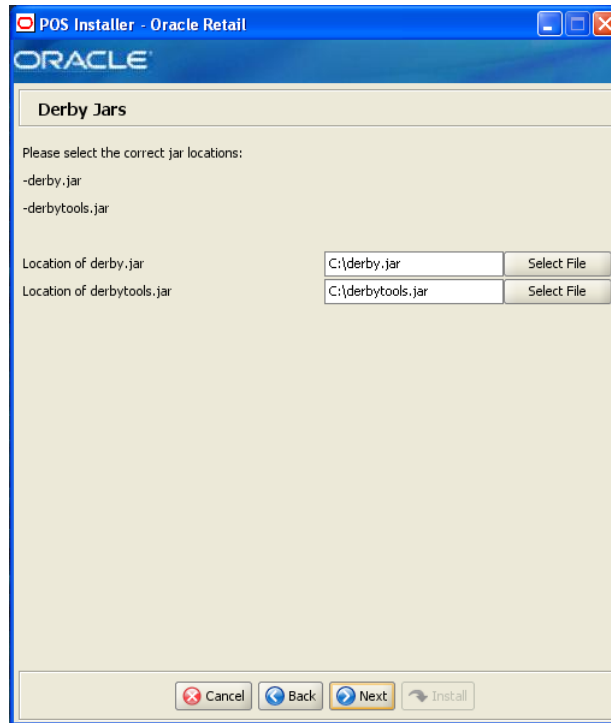 POS Installer - Oracle Retail
ORACLE
Derby Jars
Please select the correct jar locations:
-derby.jar
-derbytools.jar
Location of derby.jar C:\derby.jar Select File
Location of derbytools.jar C:\derbytools.jar Select File
Cancel Back Next Install